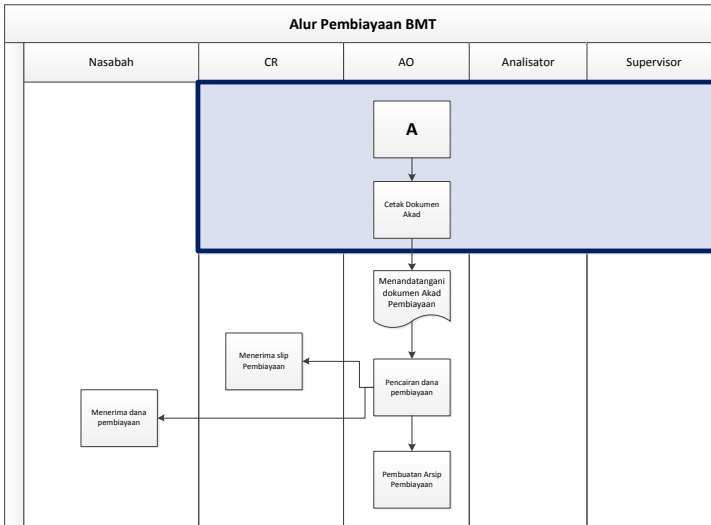 Alur Pembiayaan BMT
Nasabah
CR
AO
Analisator
Supervisor
A
Cetak Dokumen
Akad
Menandatangani
dokumen Akad
Pembiayaan
Menerima slip
Pembiayaan
Pencairan dana
pembiayaan
Menerima dana
pembiayaan
Pembuatan Arsip
Pembiayaan